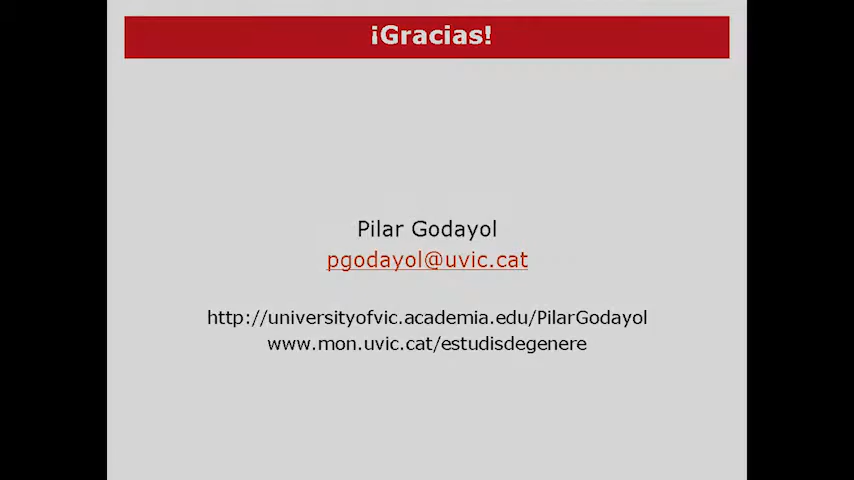 ¡Gracias!
Pilar Godayol
pgodayol@uvic.cat
http://universityofvic.academia.edu/PilarGodayol
www.mon.uvic.cat/estudisdegenere